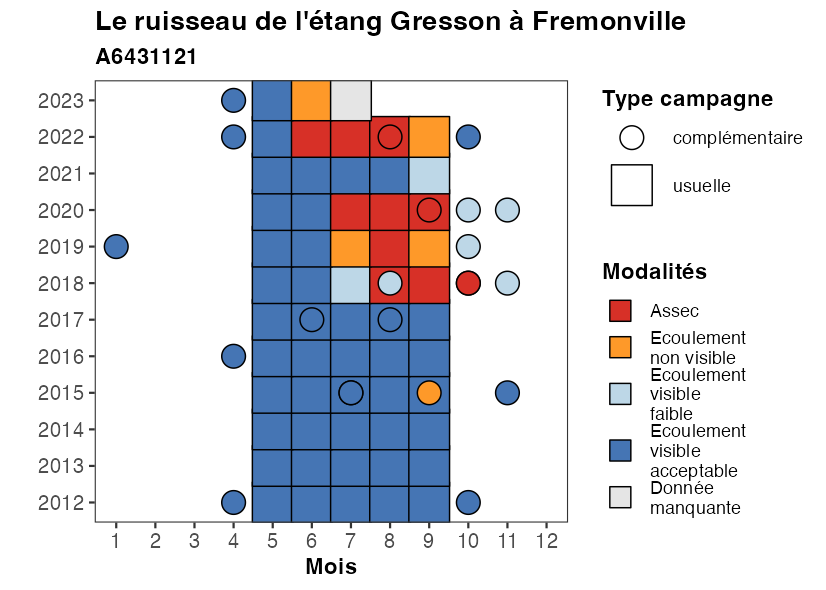 Le ruisseau de l'étang Gresson à Fremonville
A6431121
2023
2022
2021
2020
2019
2018
2017
2016
2015
2014
2013
2012
1 2 3 4 5 6 7 8 9 10 11 12
Mois
Type campagne
complémentaire
usuelle
Modalités
Assec
Ecoulement
non visible
Ecoulement
visible
faible
Ecoulement
visible
acceptable
Donnée
manquante